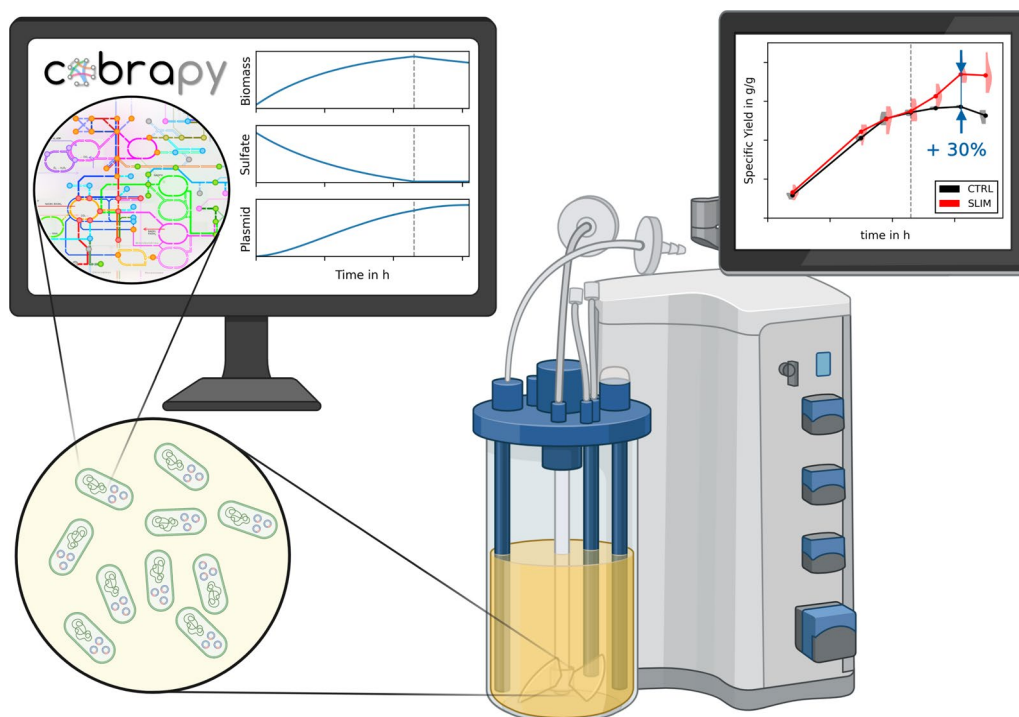 cobrapy
Biomass
Sulfate
Plasmid
Time in h
Specific Yield in g/g
+ 30%
CTRL
SLIM
time in h